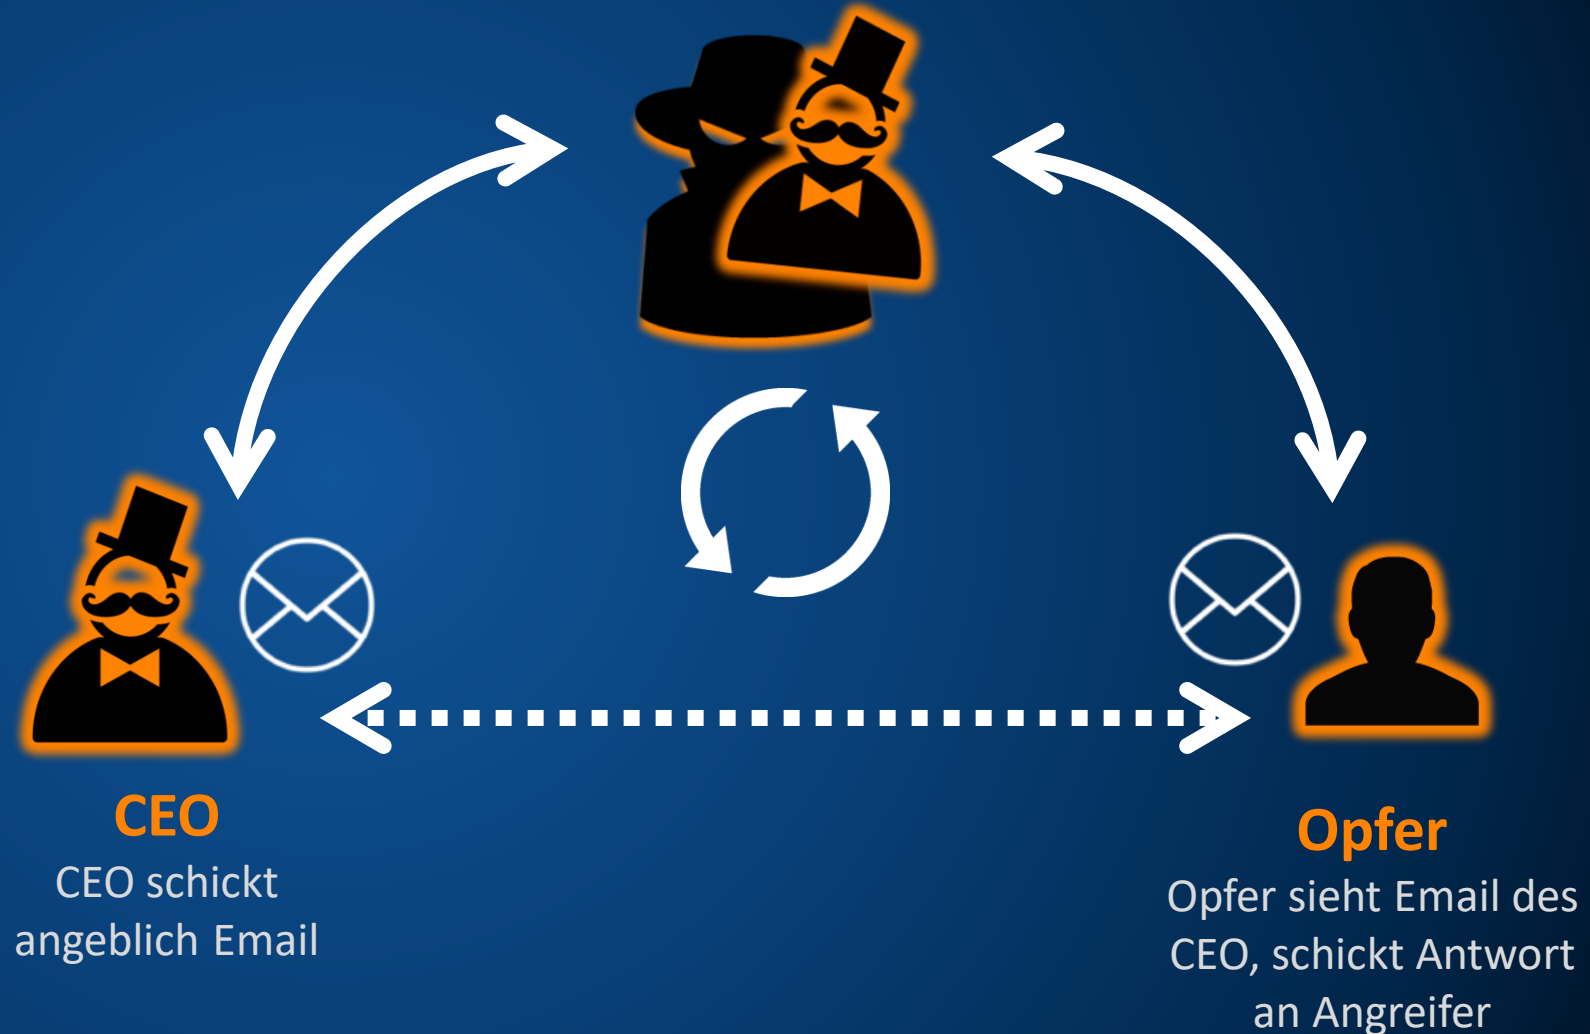 CEO
CEO schickt
angeblich Email
Opfer
Opfer sieht Email des
CEO, schickt Antwort
an Angreifer